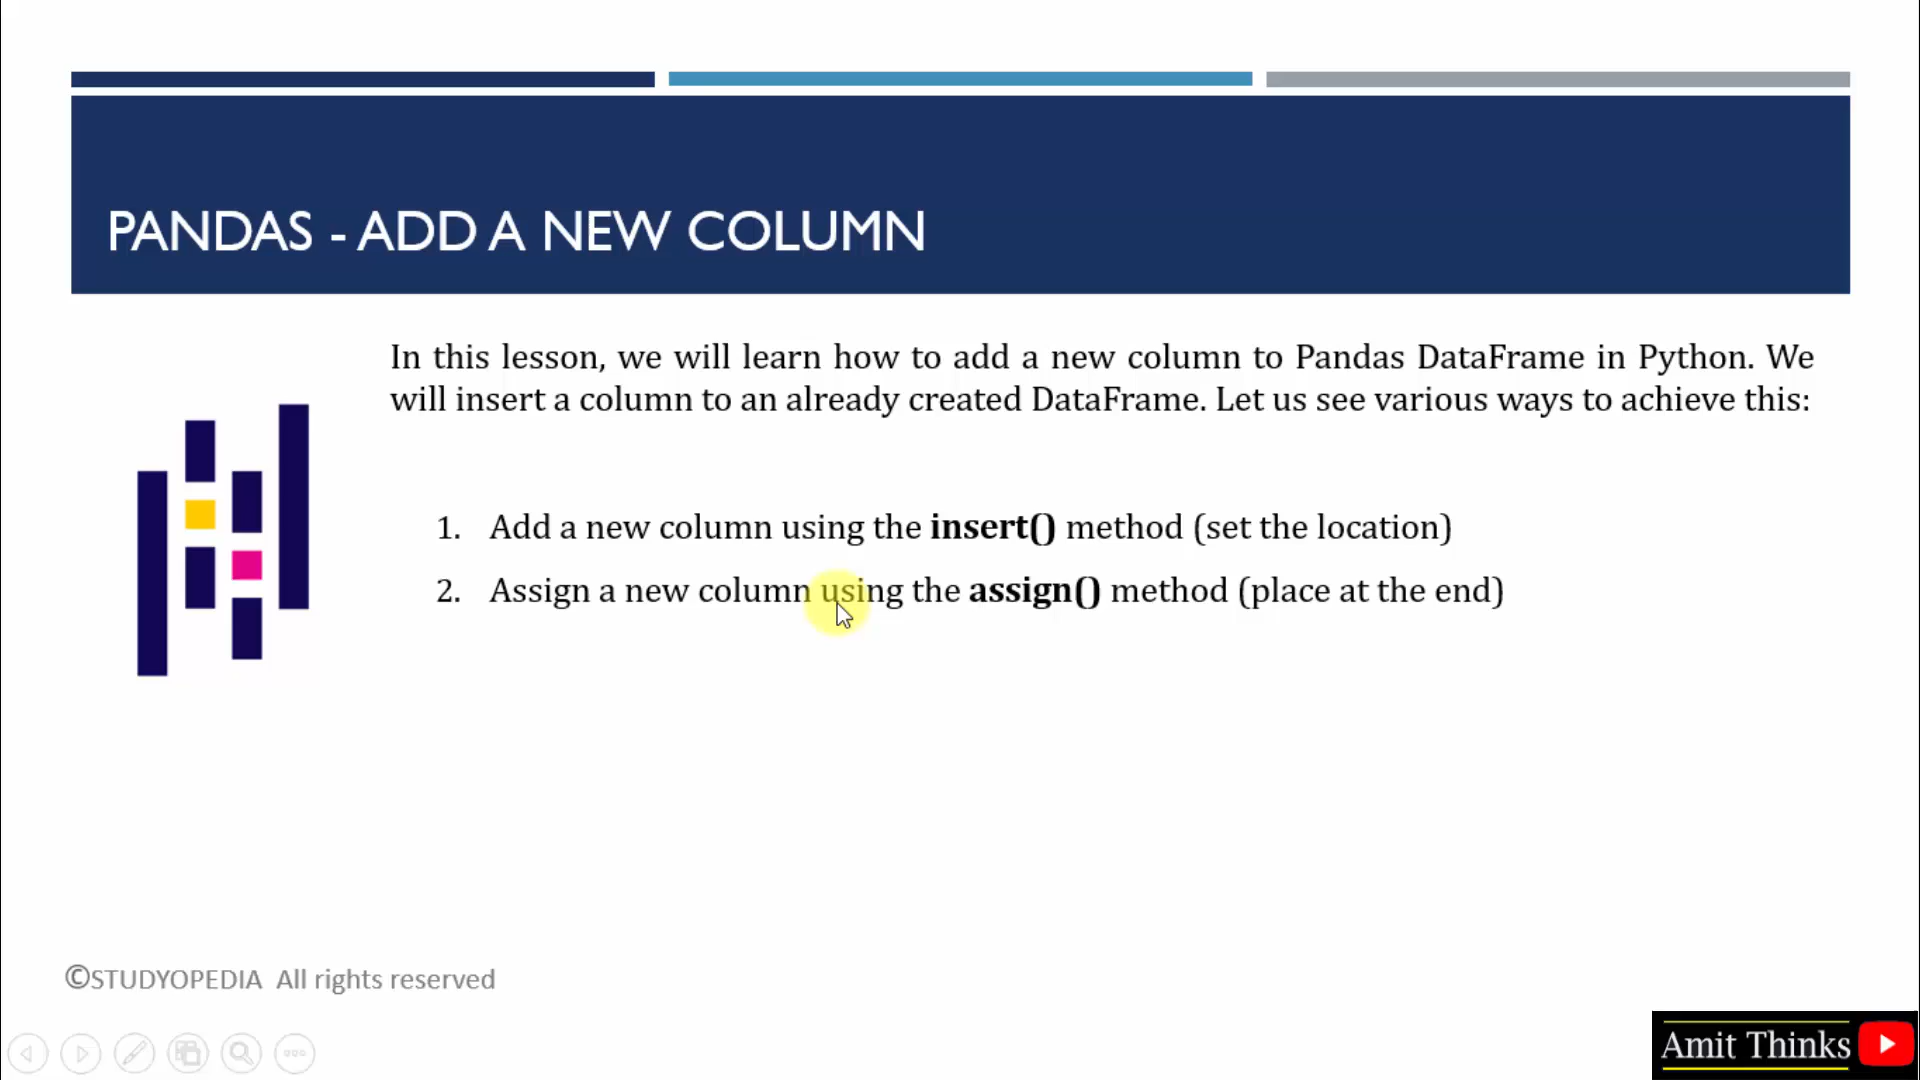 PANDAS - ADD A NEW COLUMN
In this lesson, we will learn how to add a new column to Pandas DataFrame in Python. We
will insert a column to an already created DataFrame. Let us see various ways to achieve this:
1. Add a new column using the insert() method (set the location)
2. Assign a new column using the assign() method (place at the end)
©STUDYOPEDIA All rights reserved
Amit Thinks